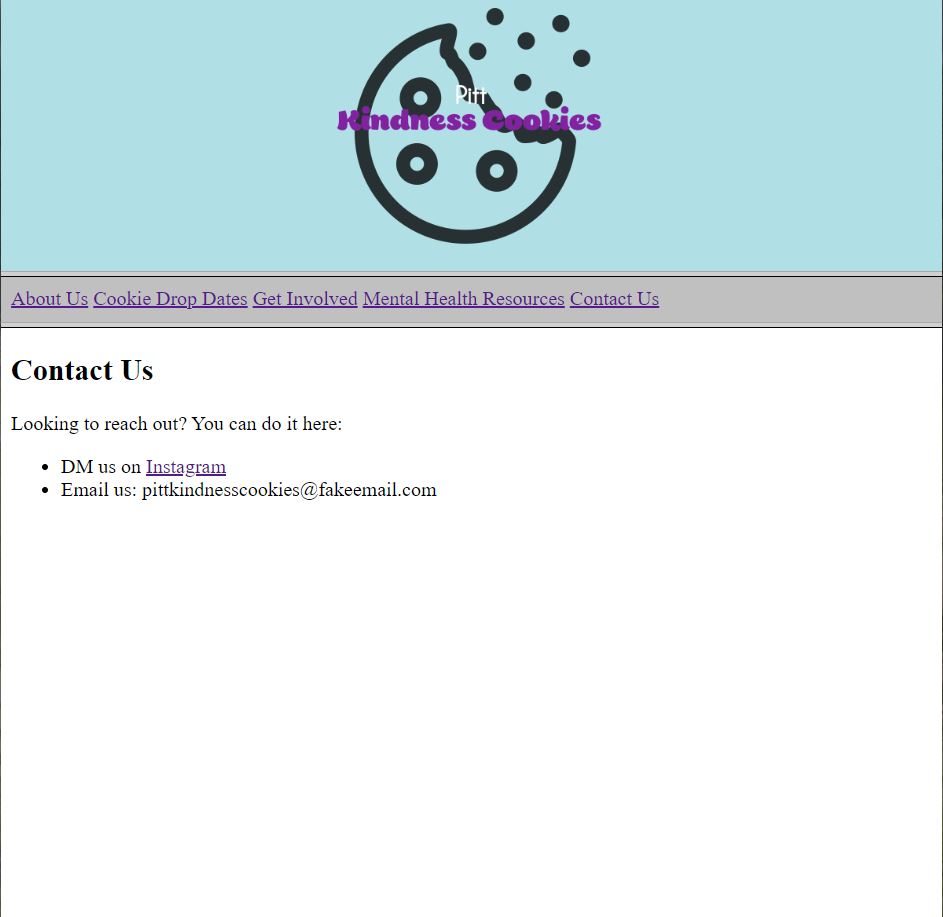 Pitt
Kindness Cookies
About Us Cookie Drop Dates Get Involved Mental Health Resources Contact Us
Contact Us
Looking to reach out? You can do it here:
DM us on Instagram
Email us: pittkindnesscookies@fakeemail.com